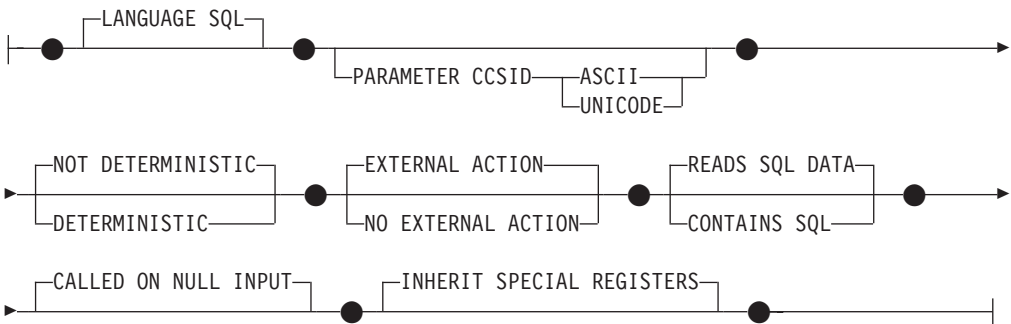 LANGUAGE SQL
PARAMETER CCSID ASCII
UNICODE
NOT DETERMINISTIC EXTERNAL ACTION READS SQL DATA
DETERMINISTIC NO EXTERNAL ACTION CONTAINS SQL
CALLED ON NULL INPUT INHERIT SPECIAL REGISTERS